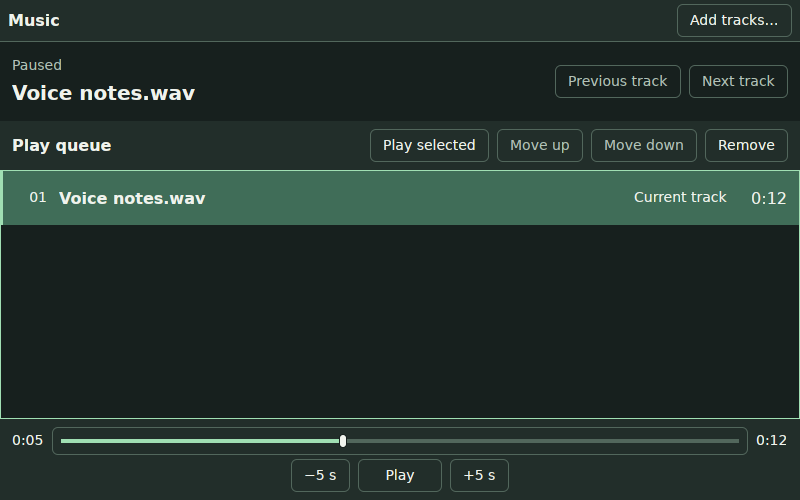 Music
Add tracks...
Paused
Voice notes.wav
Previous track
Next track
Play queue
Play selected
Move up
Move down
Remove
01 Voice notes.wav Current track 0:12
0:05
0:12
−5 s
Play
+5 s